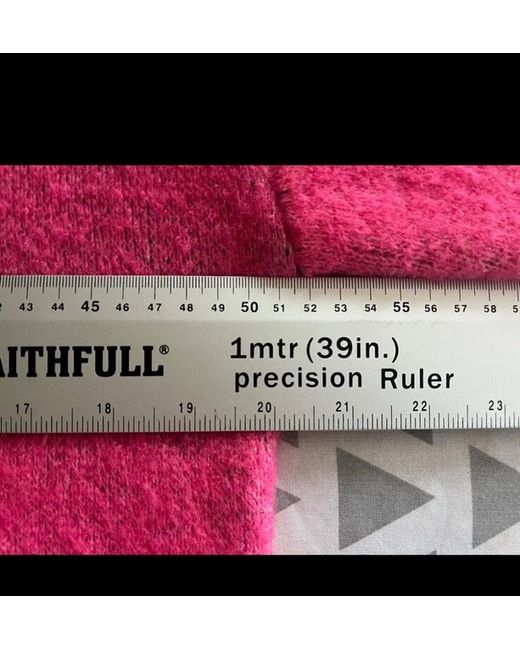 43 44 45 46 47 48 49 50 51 52 53 54 55 56 57 58
AITHFULL® 1mtr (39in.)
precision Ruler
17 18 19 20 21 22 23